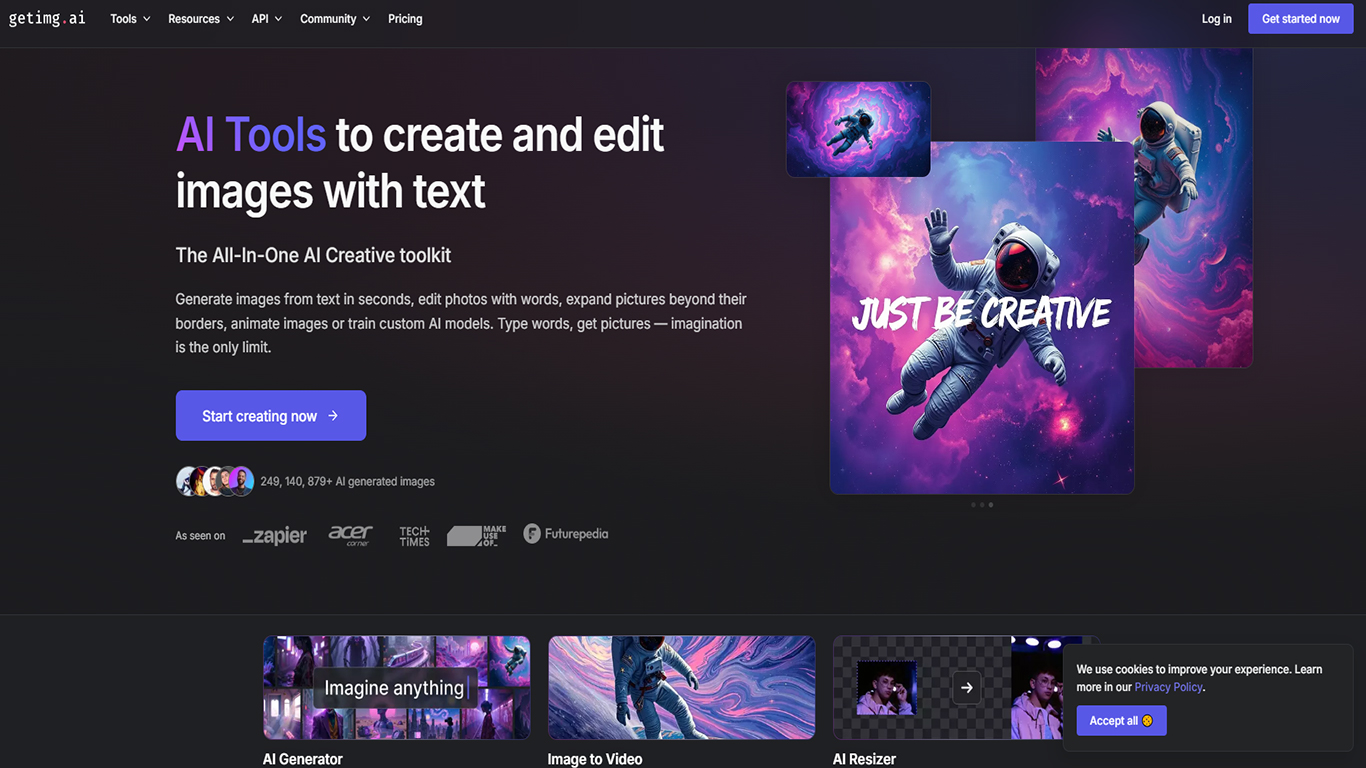 getimg.ai
Tools
Resources
API
Community
Pricing
Log in
Get started now
AI Tools to create and edit
images with text
The All-In-One AI Creative toolkit
Generate images from text in seconds, edit photos with words, expand pictures beyond their
borders, animate images or train custom AI models. Type words, get pictures — imagination
is the only limit.
Start creating now →
249, 140, 879+ AI generated images
As seen on
_zapier
acer
corner
TECH
TIMES
MAKE
USE
OF_
F Futurepedia
JUST BE CREATIVE
Imagine anything
AI Generator
Image to Video
AI Resizer
We use cookies to improve your experience. Learn
more in our Privacy Policy.
Accept all 🍪